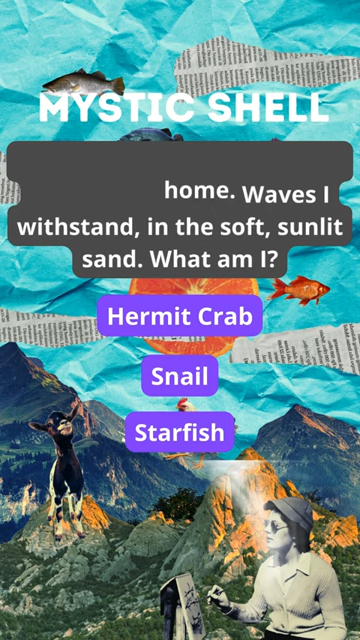 MYSTIC SHELL
home. Waves I
withstand, in the soft, sunlit
sand. What am I?
Hermit Crab
Snail
Starfish